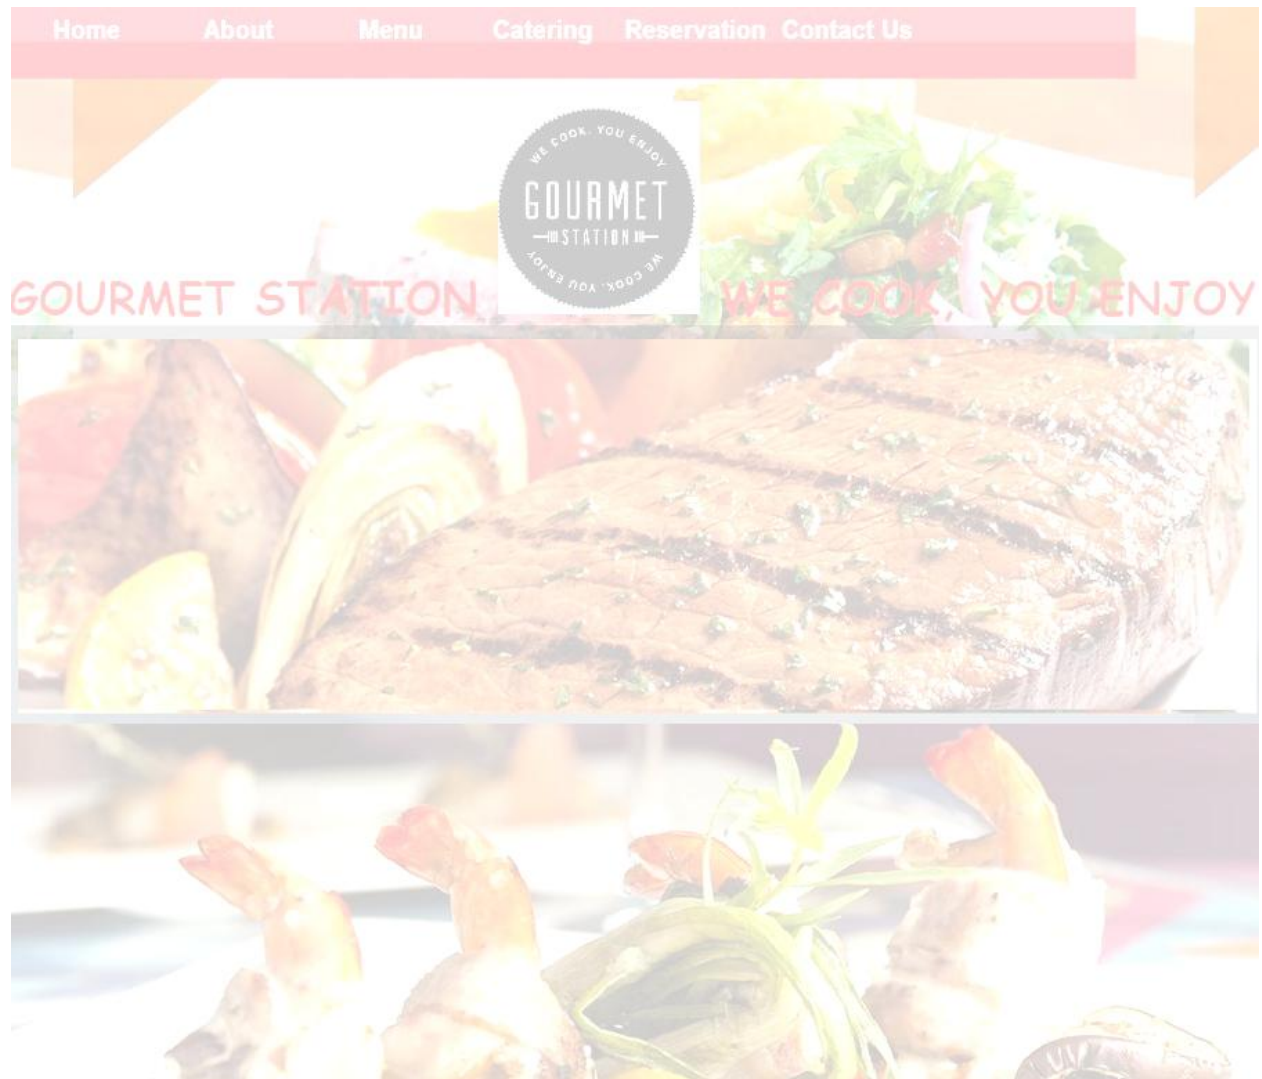 Home About Menu Catering Reservation Contact Us
WE COOK. YOU ENJOY
GOURMET
STATION
WE COOK. YOU ENJOY
GOURMET STATION WE COOK, YOU ENJOY